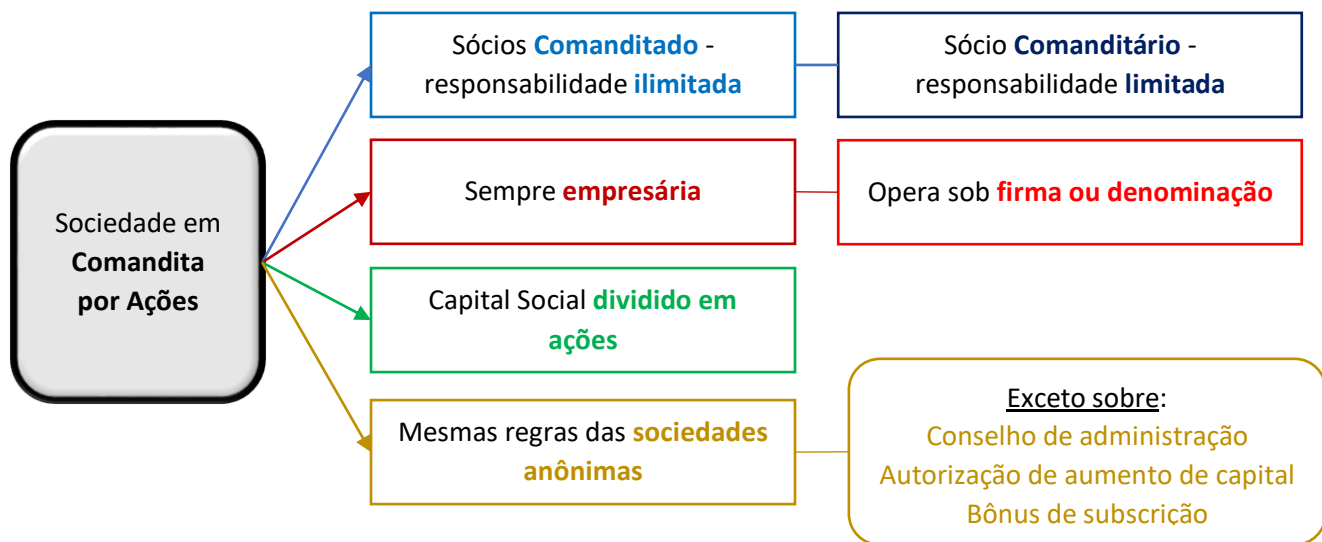 Sócios Comanditado -
responsabilidade ilimitada
Sócio Comanditário -
responsabilidade limitada
Sociedade em
Comandita
por Ações
Sempre empresária
Opera sob firma ou denominação
Capital Social dividido em
ações
Mesmas regras das sociedades
anônimas
Exceto sobre:
Conselho de administração
Autorização de aumento de capital
Bônus de subscrição